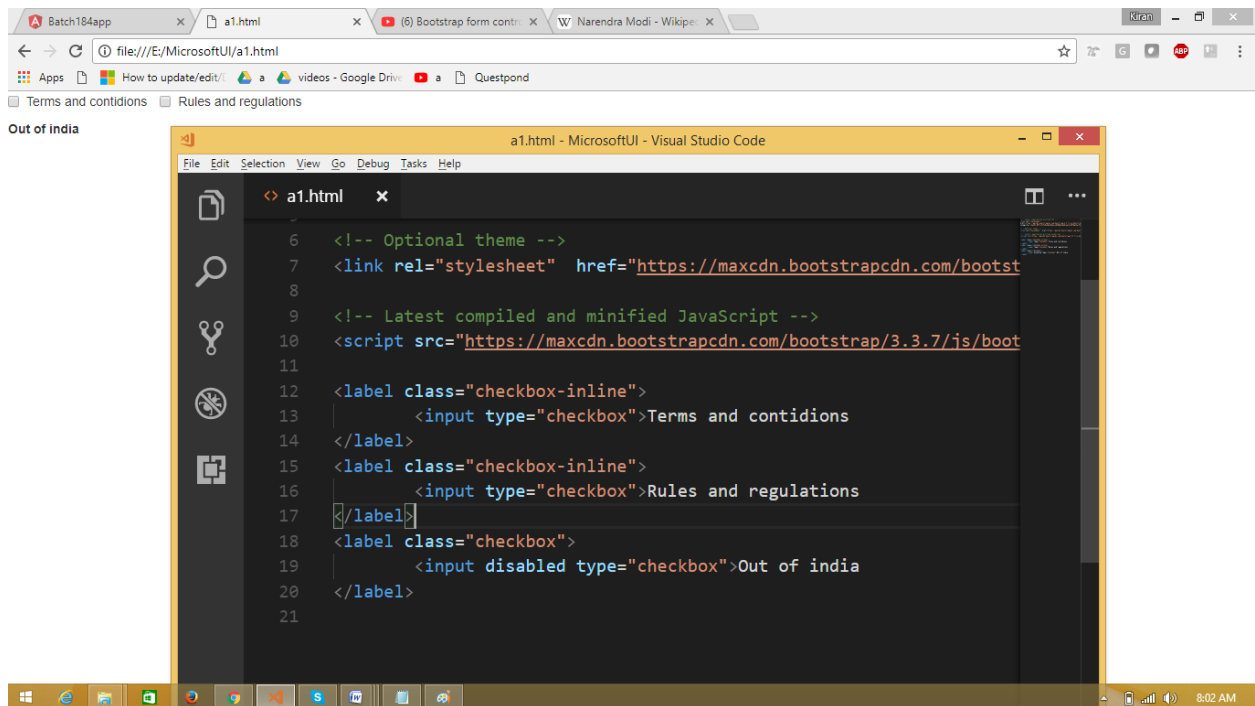 Batch184app
a1.html
(6) Bootstrap form contro
Narendra Modi - Wikiped
Kiran
file:///E:/MicrosoftUI/a1.html
Apps
How to update/edit/
a
videos - Google Drive
a
Questpond
Terms and contidions
Rules and regulations
Out of india
a1.html - MicrosoftUI - Visual Studio Code
File Edit Selection View Go Debug Tasks Help
a1.html
6 <!-- Optional theme -->
7 <link rel="stylesheet"  href="https://maxcdn.bootstrapcdn.com/bootst
8
9 <!-- Latest compiled and minified JavaScript -->
10 <script src="https://maxcdn.bootstrapcdn.com/bootstrap/3.3.7/js/boot
11
12 <label class="checkbox-inline">
13 <input type="checkbox">Terms and contidions
14 </label>
15 <label class="checkbox-inline">
16 <input type="checkbox">Rules and regulations
17 </label>
18 <label class="checkbox">
19 <input disabled type="checkbox">Out of india
20 </label>
21
8:02 AM